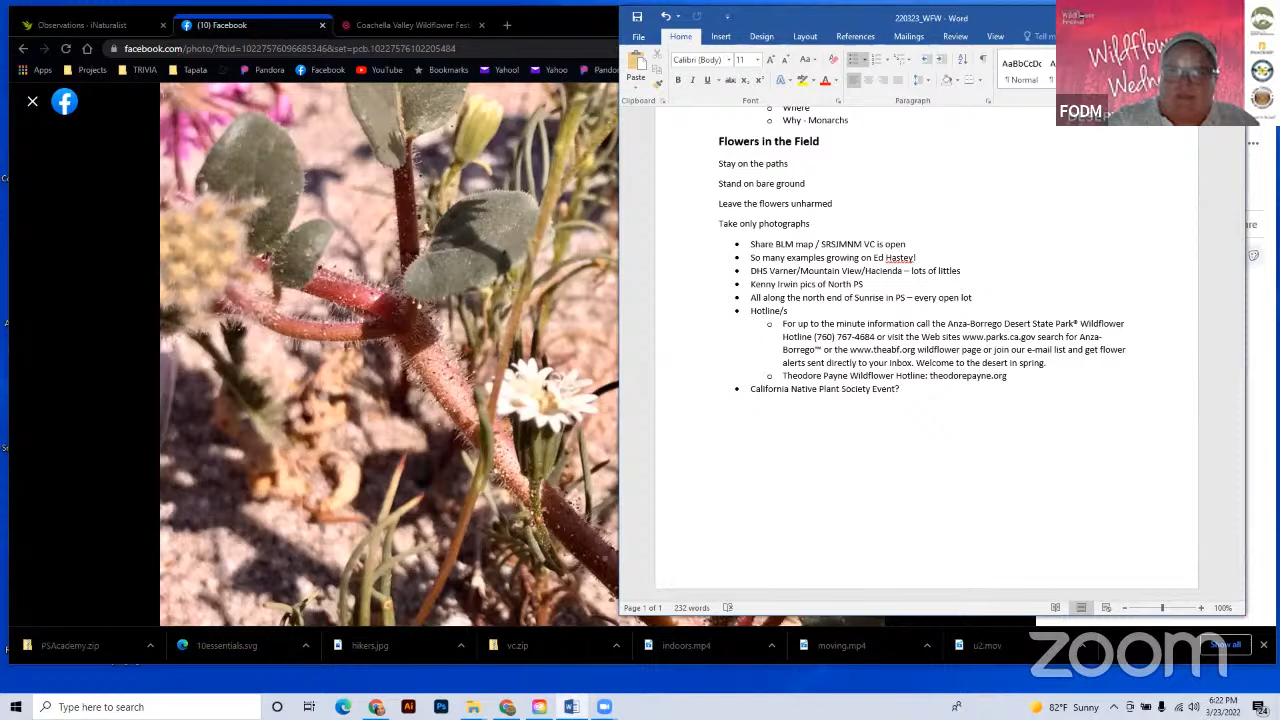 Observations - iNaturalist
(10) Facebook
Coachella Valley Wildflower Fest
facebook.com/photo/?fbid=10227576096685346&set=pcb.10227576102205484
Apps
Projects
TRIVIA
Tapata
Pandora
Facebook
YouTube
Bookmarks
Yahoo!
Yahoo
Pando
220323_WFW - Word
File
Home
Insert
Design
Layout
References
Mailings
Review
View
Help
Tell m
Paste
Calibri (Body)
11
Clipboard
Font
Paragraph
AaBbCcDc
¶ Normal
Wildflow
Wedne
FODM
Where
Why - Monarchs
Flowers in the Field
Stay on the paths
Stand on bare ground
Leave the flowers unharmed
Take only photographs
Share BLM map / SRSJMNM VC is open
So many examples growing on Ed Hastey!
DHS Varner/Mountain View/Hacienda – lots of littles
Kenny Irwin pics of North PS
All along the north end of Sunrise in PS – every open lot
Hotline/s
For up to the minute information call the Anza-Borrego Desert State Park® Wildflower
Hotline (760) 767-4684 or visit the Web sites www.parks.ca.gov search for Anza-
Borrego™ or the www.theabf.org wildflower page or join our e-mail list and get flower
alerts sent directly to your inbox. Welcome to the desert in spring.
Theodore Payne Wildflower Hotline: theodorepayne.org
California Native Plant Society Event?
Page 1 of 1
232 words
100%
PSAcademy.zip
10essentials.svg
hikers.jpg
vc.zip
indoors.mp4
moving.mp4
u2.mov
Show all
zoom
Type here to search
82°F Sunny
6:22 PM
3/23/2022
24